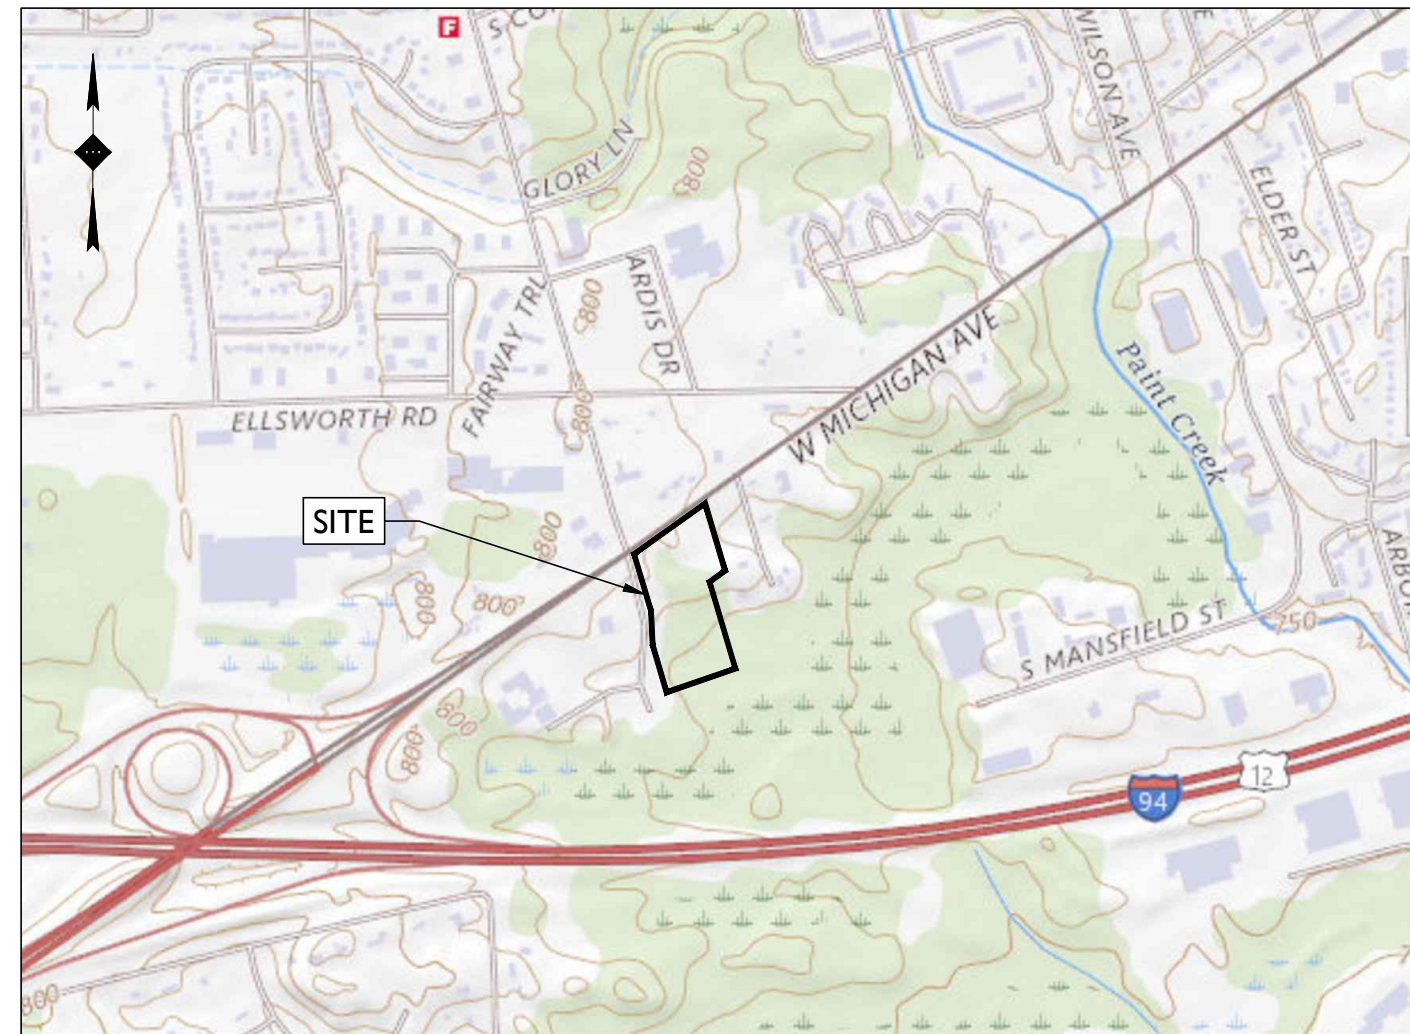 F
S CO
WILSON AVE
E
GLORY LN
800
ELDER ST
ARDIS DR
800
FAIRWAY TRL
W MICHIGAN AVE
Paint Creek
800
ELLSWORTH RD
SITE
800
800
800
ARBOR
S MANSFIELD ST
750
800
800
94
12
800